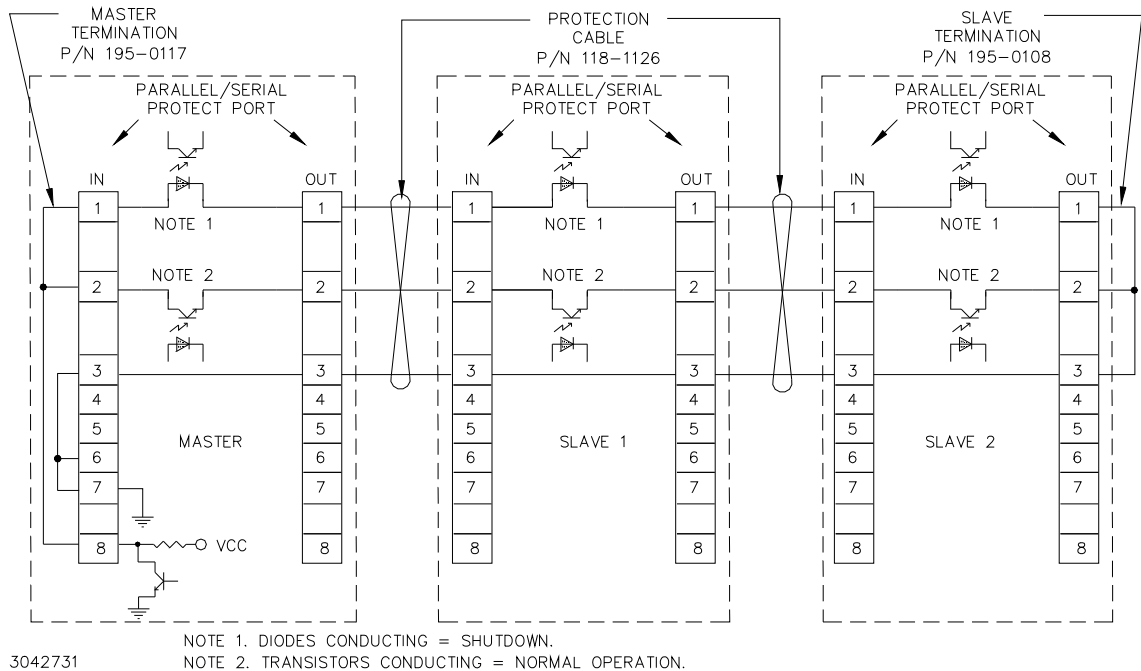 MASTER
TERMINATION
P/N 195-0117
PROTECTION
CABLE
P/N 118-1126
SLAVE
TERMINATION
P/N 195-0108
PARALLEL/SERIAL
PROTECT PORT
PARALLEL/SERIAL
PROTECT PORT
PARALLEL/SERIAL
PROTECT PORT
IN
OUT
IN
OUT
IN
OUT
1
NOTE 1
1
1
NOTE 1
1
1
NOTE 1
1
NOTE 2
NOTE 2
NOTE 2
2
2
2
2
2
2
3
3
3
3
3
3
4
4
4
4
4
4
5
5
5
5
5
5
MASTER
SLAVE 1
SLAVE 2
6
6
6
6
6
6
7
7
7
7
7
7
8
VCC
8
8
8
8
8
NOTE 1. DIODES CONDUCTING = SHUTDOWN.
3042731
NOTE 2. TRANSISTORS CONDUCTING = NORMAL OPERATION.